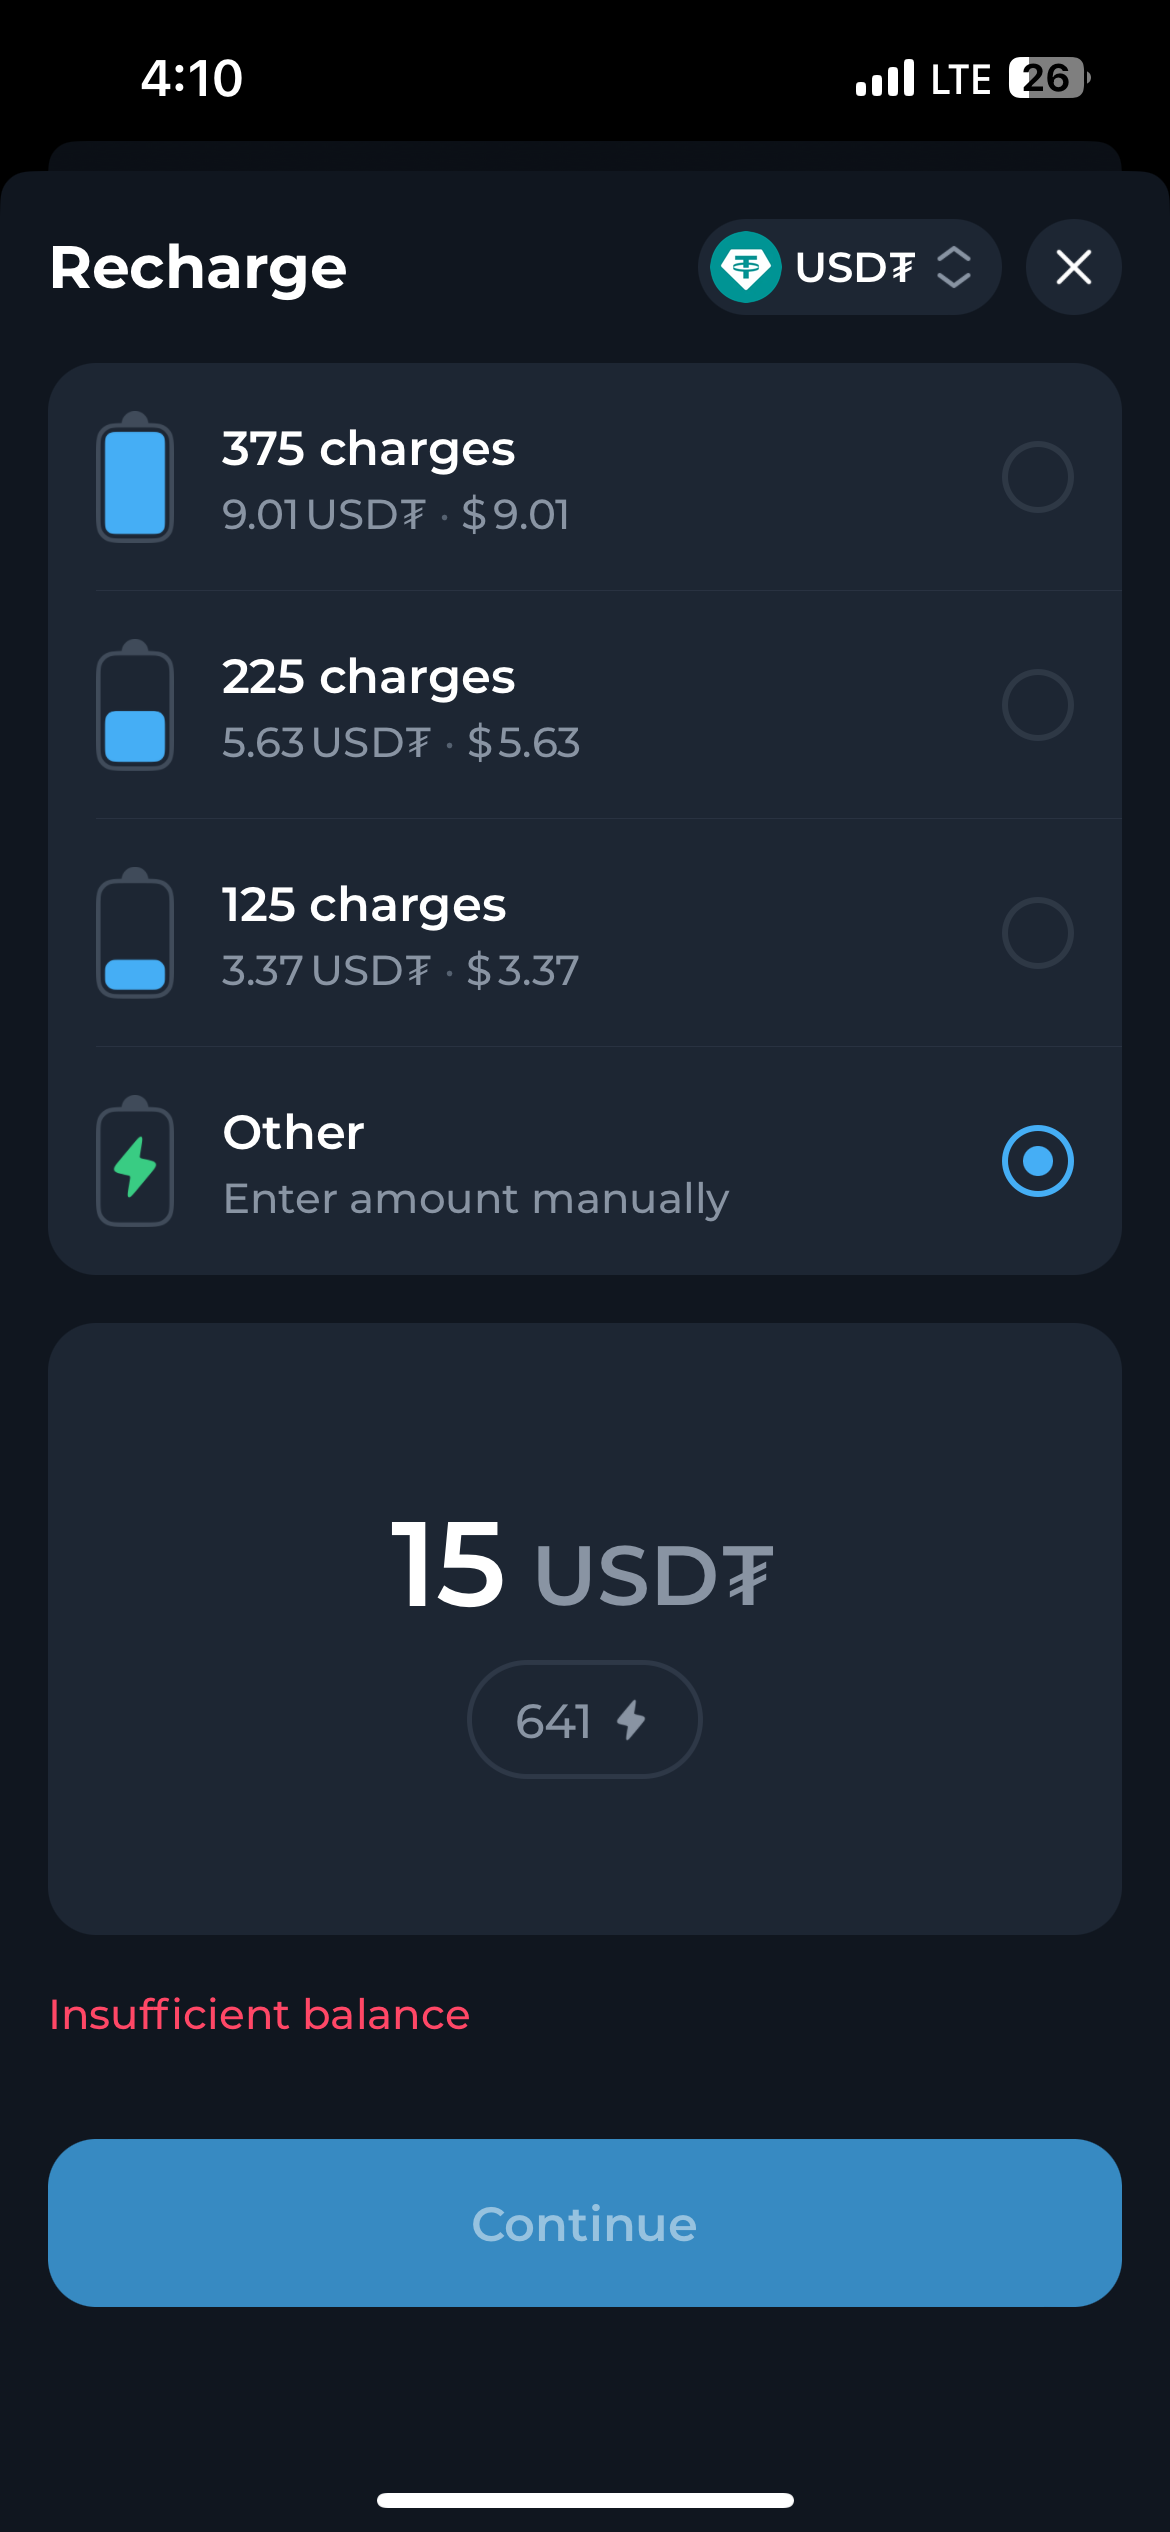 4:10
LTE 26
Recharge
USD₮
375 charges
9.01 USD₮ · $ 9.01
225 charges
5.63 USD₮ · $ 5.63
125 charges
3.37 USD₮ · $ 3.37
Other
Enter amount manually
15 USD₮
641
Insufficient balance
Continue